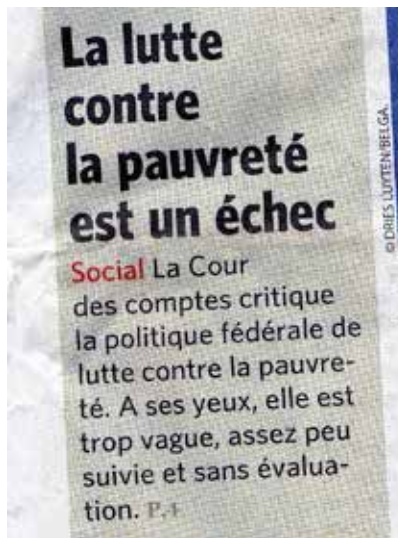 La lutte
contre
la pauvreté
est un échec
Social La Cour
des comptes critique
la politique fédérale de
lutte contre la pauvre-
té. A ses yeux, elle est
trop vague, assez peu
suivie et sans évalua-
tion. P.4
© DRIES LUYTEN/BELGA.